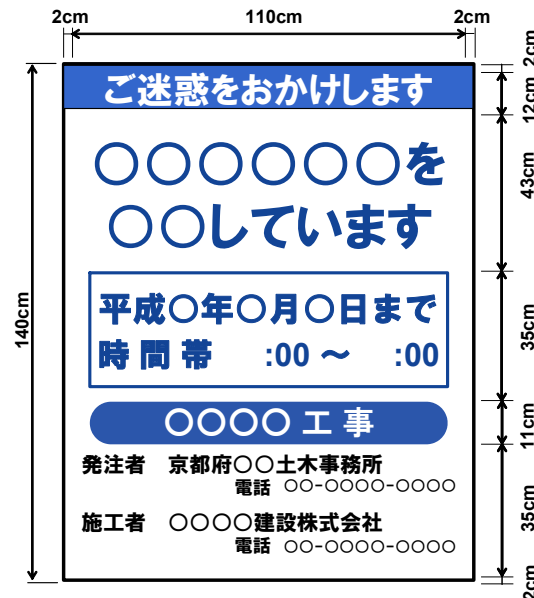 2cm 110cm 2cm
2cm
ご迷惑をおかけします
12cm
○○○○○○を
43cm
○○しています
140cm
平成○年○月○日まで
35cm
時間帯 :00 ～ :00
○○○○工事
11cm
発注者 京都府○○土木事務所
電話 ○○-○○○○-○○○○
35cm
施工者 ○○○○建設株式会社
電話 ○○-○○○○-○○○○
2cm